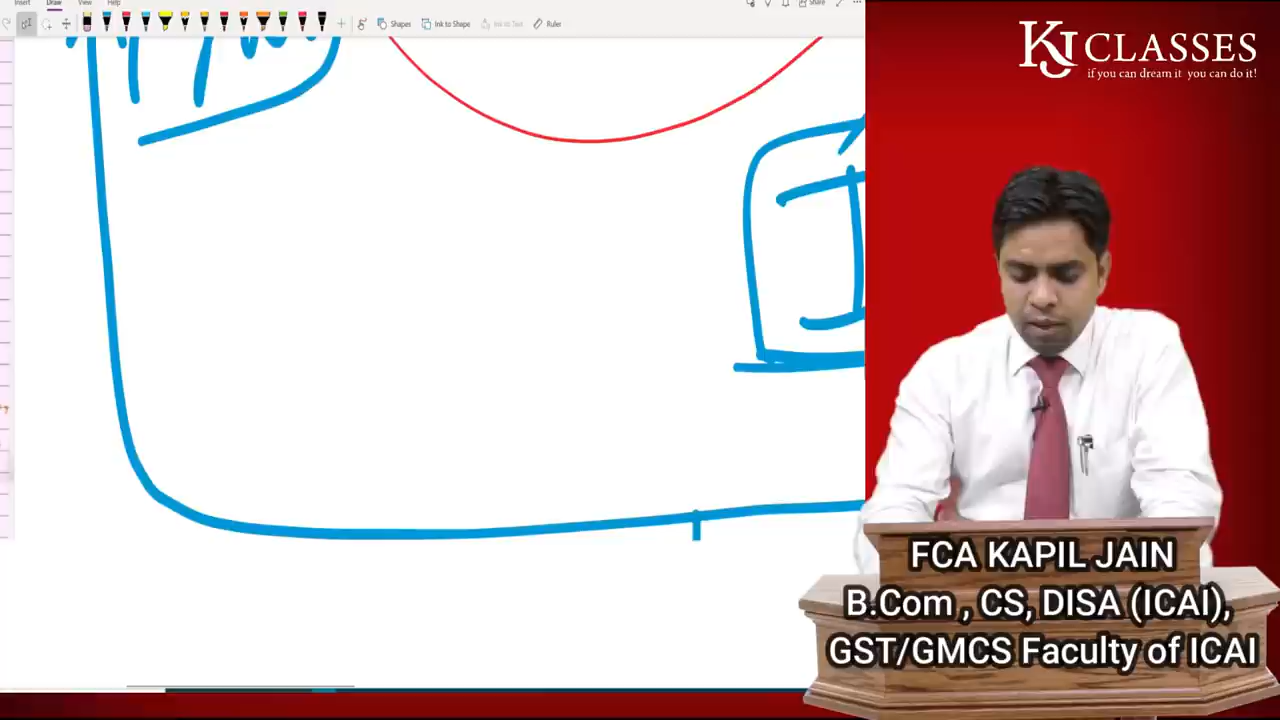 Insert Draw View Help
Share
Shapes Ink to Shape Ink to Text Ruler
KJ CLASSES
if you can dream it you can do it!
FCA KAPIL JAIN
B.Com , CS, DISA (ICAI),
GST/GMCS Faculty of ICAI